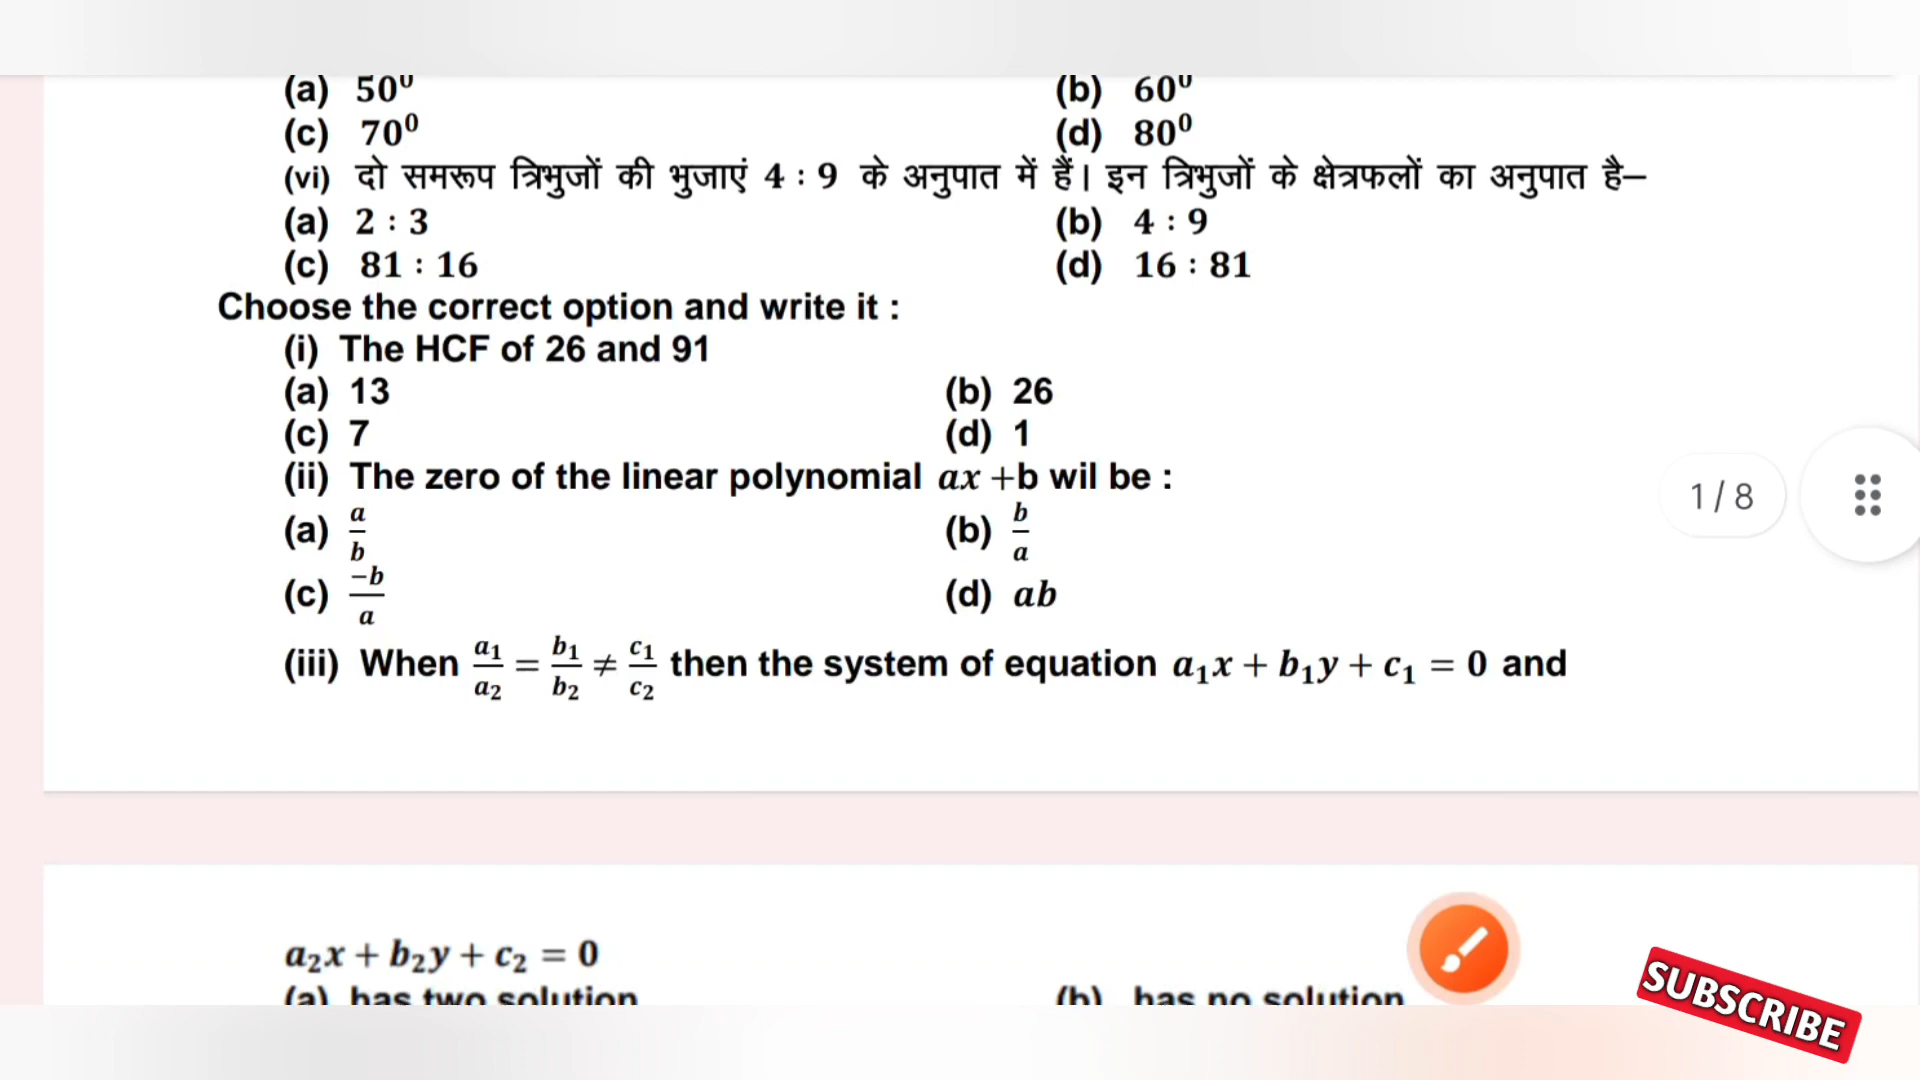 (a) 50⁰ (b) 60⁰
(c) 70⁰ (d) 80⁰
(vi) दो समरूप त्रिभुजों की भुजाएं 4 : 9 के अनुपात में हैं। इन त्रिभुजों के क्षेत्रफलों का अनुपात है–
(a) 2 : 3 (b) 4 : 9
(c) 81 : 16 (d) 16 : 81
Choose the correct option and write it :
(i) The HCF of 26 and 91
(a) 13 (b) 26
(c) 7 (d) 1
(ii) The zero of the linear polynomial ax +b wil be :
(a) a/b (b) b/a
(c) -b/a (d) ab
(iii) When a₁/a₂ = b₁/b₂ ≠ c₁/c₂ then the system of equation a₁x + b₁y + c₁ = 0 and
1 / 8
a₂x + b₂y + c₂ = 0
(a) has two solution (b) has no solution
SUBSCRIBE